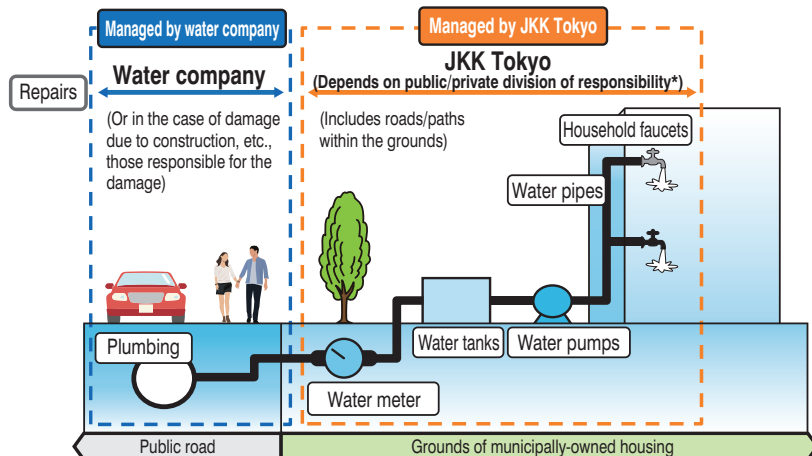 Managed by water company
Managed by JKK Tokyo
Repairs
Water company
JKK Tokyo
(Depends on public/private division of responsibility*)
(Or in the case of damage
due to construction, etc.,
those responsible for the
damage)
(Includes roads/paths
within the grounds)
Household faucets
Water pipes
Plumbing
Water meter
Water tanks
Water pumps
Public road
Grounds of municipally-owned housing